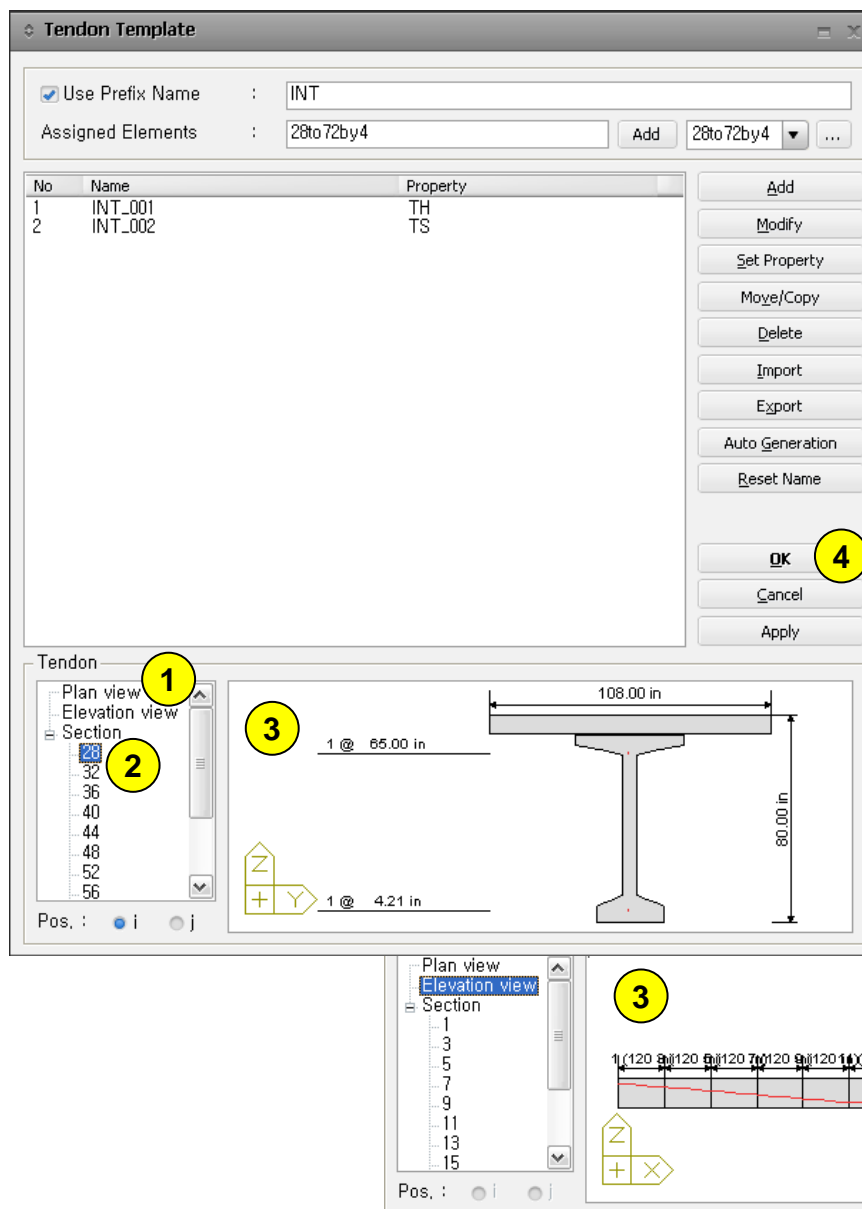 Tendon Template
Use Prefix Name : INT
Assigned Elements : 28to72by4 Add 28to72by4 ...
No Name Property
1 INT_001 TH
2 INT_002 TS
Add
Modify
Set Property
Move/Copy
Delete
Import
Export
Auto Generation
Reset Name
OK 4
Cancel
Apply
Tendon
1
Plan view
Elevation view
Section
28
2
32
36
40
44
48
52
56
Pos. : i j
3
108.00 in
1 @ 65.00 in
80.00 in
Z
+ Y
1 @ 4.21 in
Plan view
Elevation view
Section
1
3
5
7
9
11
13
15
Pos. : i j
3
1 (120
Z
+ X